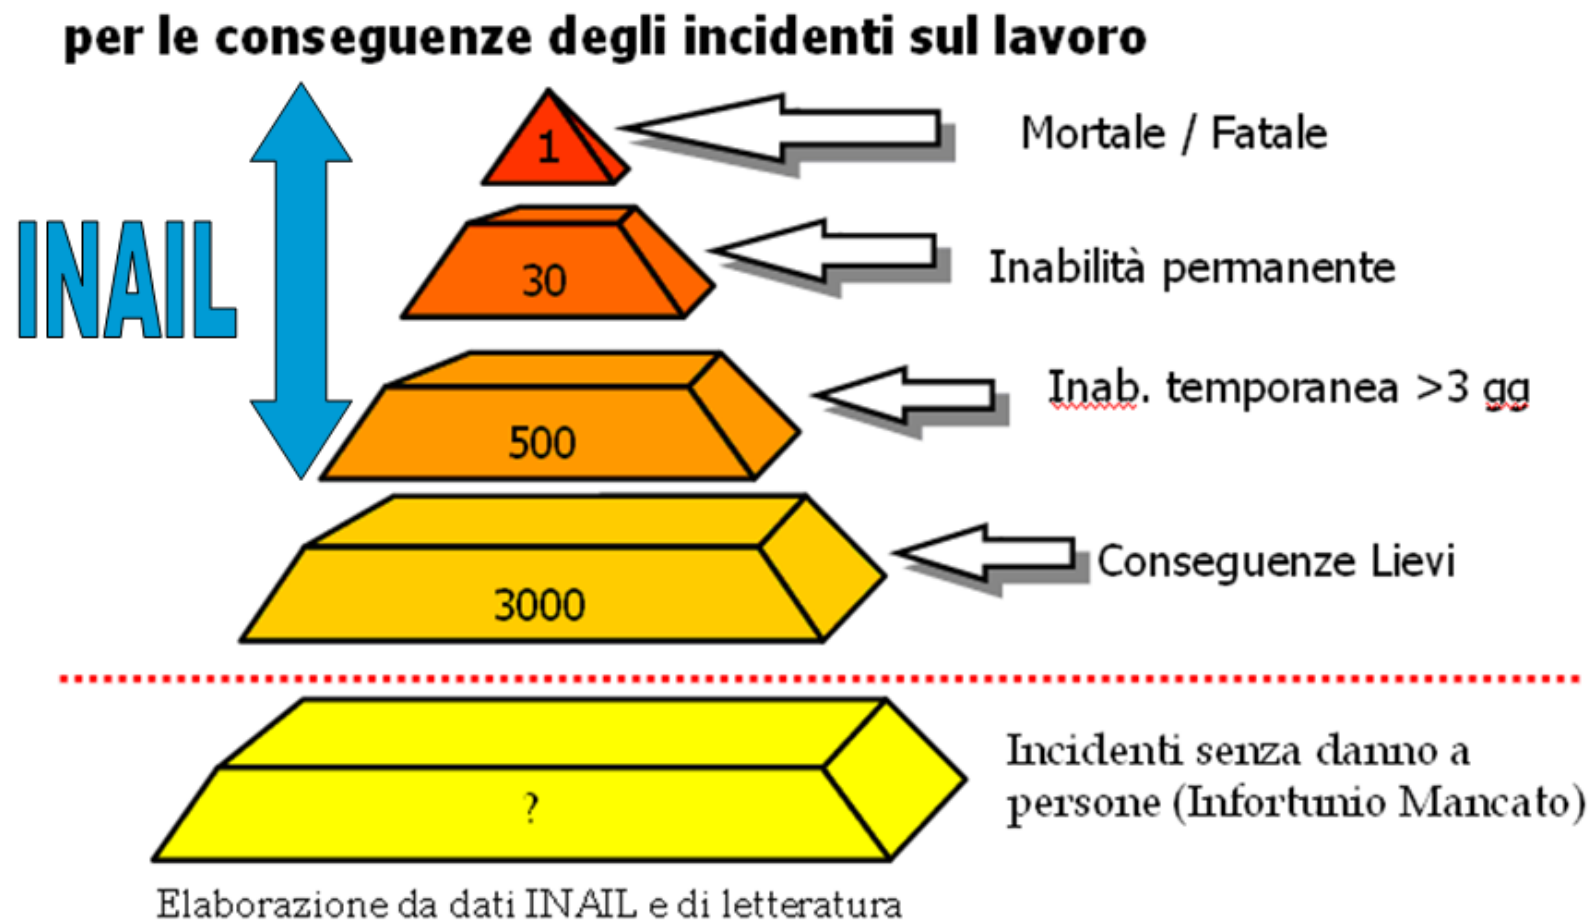 per le conseguenze degli incidenti sul lavoro
1
Mortale / Fatale
INAIL
30
Inabilità permanente
500
Inab. temporanea >3 gg
3000
Conseguenze Lievi
?
Incidenti senza danno a
persone (Infortunio Mancato)
Elaborazione da dati INAIL e di letteratura